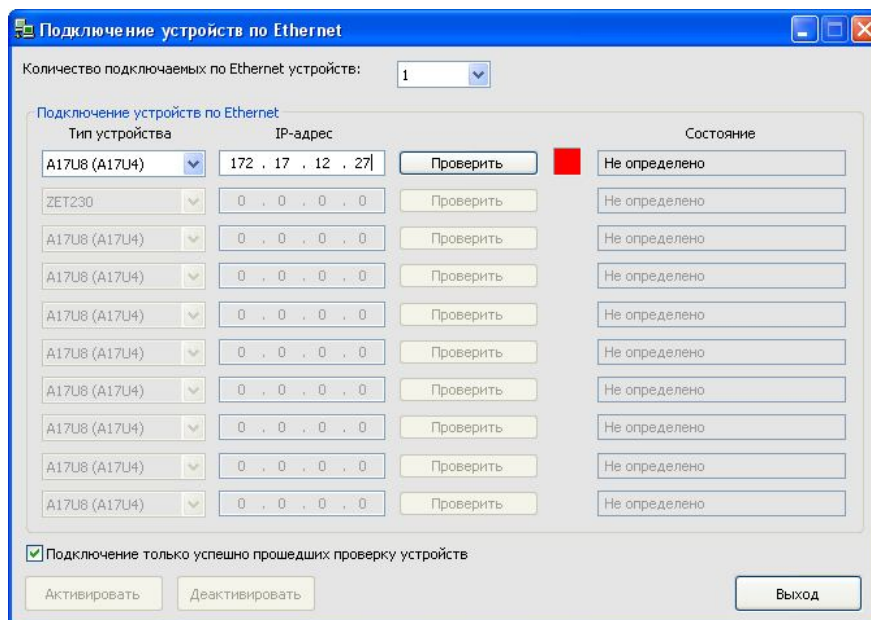 Подключение устройств по Ethernet
Количество подключаемых по Ethernet устройств: 1
Подключение устройств по Ethernet
Тип устройства IP-адрес Состояние
A17U8 (A17U4) 172 . 17 . 12 . 27 Проверить Не определено
ZET230 0 . 0 . 0 . 0 Проверить Не определено
A17U8 (A17U4) 0 . 0 . 0 . 0 Проверить Не определено
A17U8 (A17U4) 0 . 0 . 0 . 0 Проверить Не определено
A17U8 (A17U4) 0 . 0 . 0 . 0 Проверить Не определено
A17U8 (A17U4) 0 . 0 . 0 . 0 Проверить Не определено
A17U8 (A17U4) 0 . 0 . 0 . 0 Проверить Не определено
A17U8 (A17U4) 0 . 0 . 0 . 0 Проверить Не определено
A17U8 (A17U4) 0 . 0 . 0 . 0 Проверить Не определено
A17U8 (A17U4) 0 . 0 . 0 . 0 Проверить Не определено
Подключение только успешно прошедших проверку устройств
Активировать Деактивировать Выход